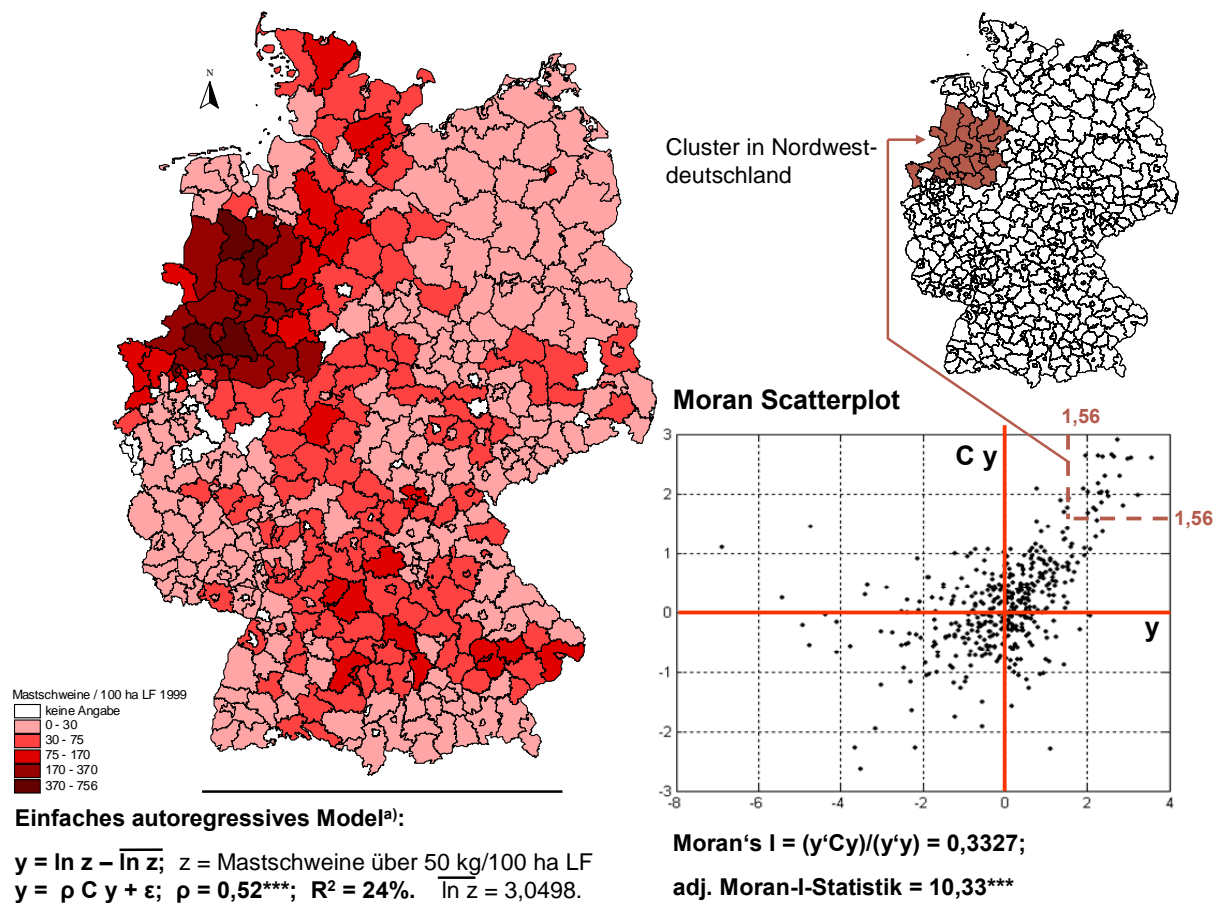 N
Cluster in Nordwest-
deutschland
Mastschweine / 100 ha LF 1999
keine Angabe
0 - 30
30 - 75
75 - 170
170 - 370
370 - 756
Moran Scatterplot
1,56
C y
1,56
y
3
2
1
0
-1
-2
-3
-8
-6
-4
-2
0
2
4
Einfaches autoregressives Modelᵃ⁾:
y = ln z – l̅n̅ ̅z̅; z = Mastschweine über 50 kg/100 ha LF
y = ρ C y + ε; ρ = 0,52***; R² = 24%. l̅n̅ ̅z̅ = 3,0498.
Moran‘s I = (y‘Cy)/(y‘y) = 0,3327;
adj. Moran-I-Statistik = 10,33***